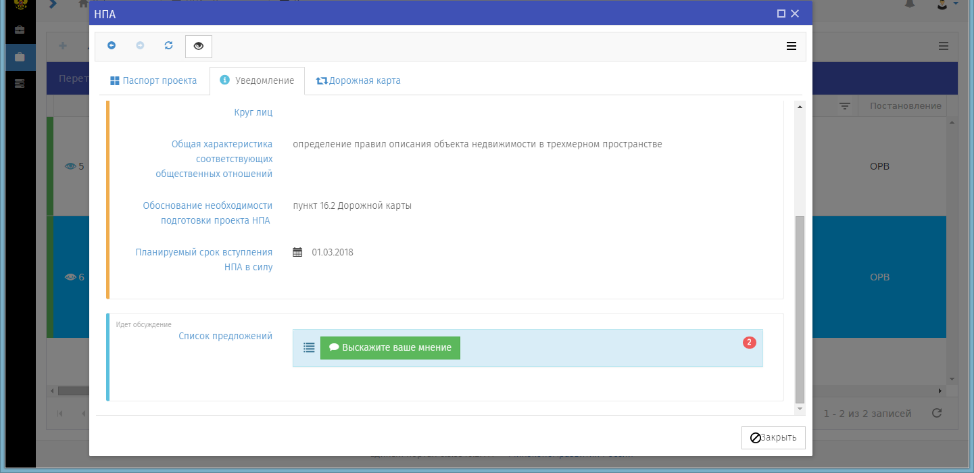 НПА
Паспорт проекта
Уведомление
Дорожная карта
Перет
Постановление
Круг лиц
Общая характеристика
соответствующих
общественных отношений
определение правил описания объекта недвижимости в трехмерном пространстве
5
ОРВ
Обоснование необходимости
подготовки проекта НПА
пункт 16.2 Дорожной карты
Планируемый срок вступления
НПА в силу
01.03.2018
6
ОРВ
Идет обсуждение
Список предложений
Выскажите ваше мнение
2
1 - 2 из 2 записей
Закрыть